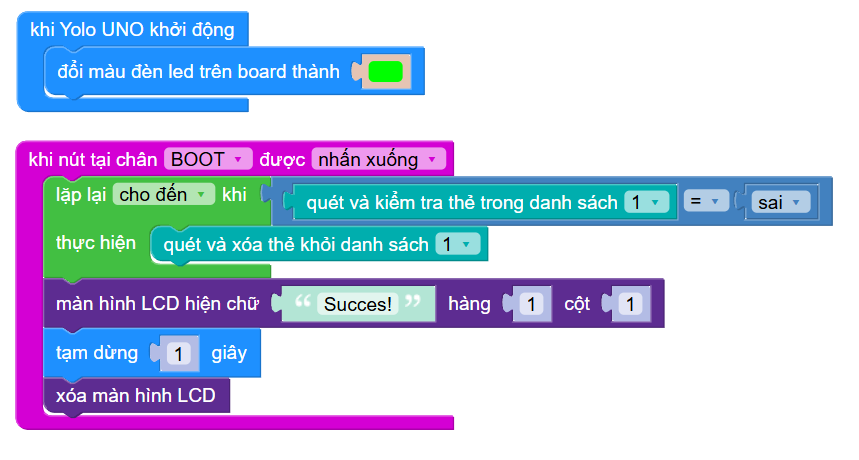 khi Yolo UNO khởi động
đổi màu đèn led trên board thành
khi nút tại chân BOOT được nhấn xuống
lặp lại cho đến khi quét và kiểm tra thẻ trong danh sách 1 = sai
thực hiện quét và xóa thẻ khỏi danh sách 1
màn hình LCD hiện chữ “ Succes! ” hàng 1 cột 1
tạm dừng 1 giây
xóa màn hình LCD